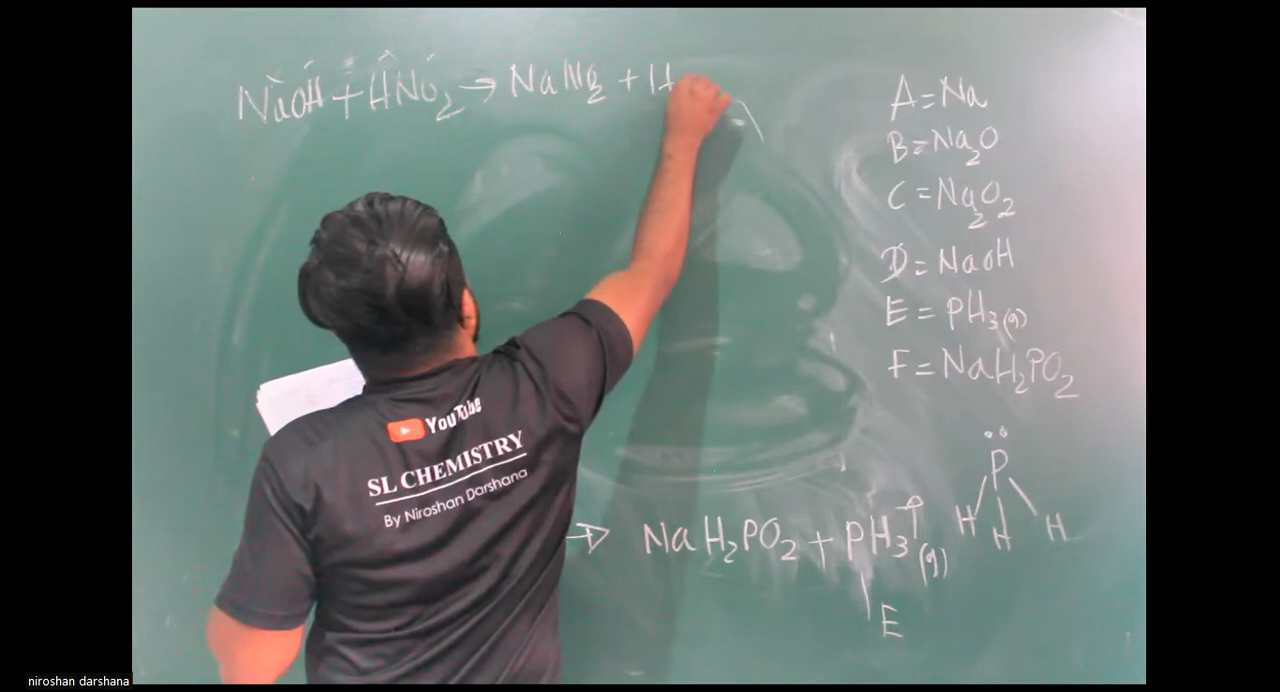 NaOH + HNO2 → NaNO2 + H
A = Na
B = Na2O
C = Na2O2
D = NaOH
E = PH3(g)
F = NaH2PO2
P
H H H
→ NaH2PO2 + PH3↑(g)
E
YouTube
SL CHEMISTRY
By Niroshan Darshana
niroshan darshana